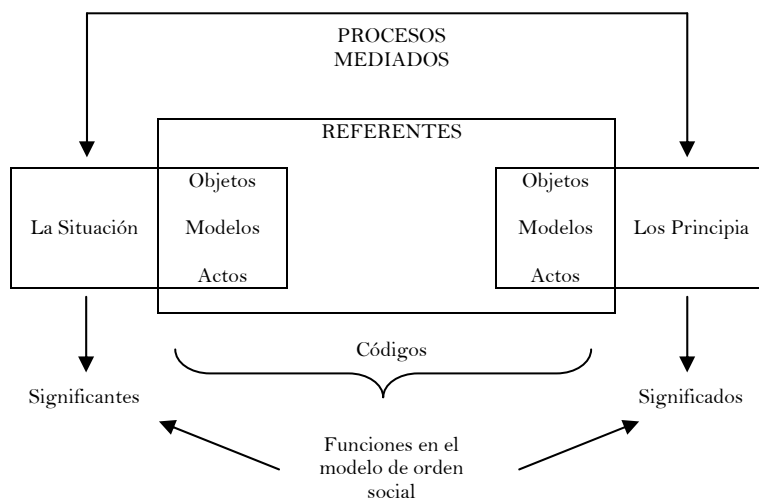 PROCESOS
MEDIADOS
REFERENTES
Objetos
Objetos
La Situación
Modelos
Modelos
Los Principia
Actos
Actos
Códigos
Significantes
Significados
Funciones en el
modelo de orden
social